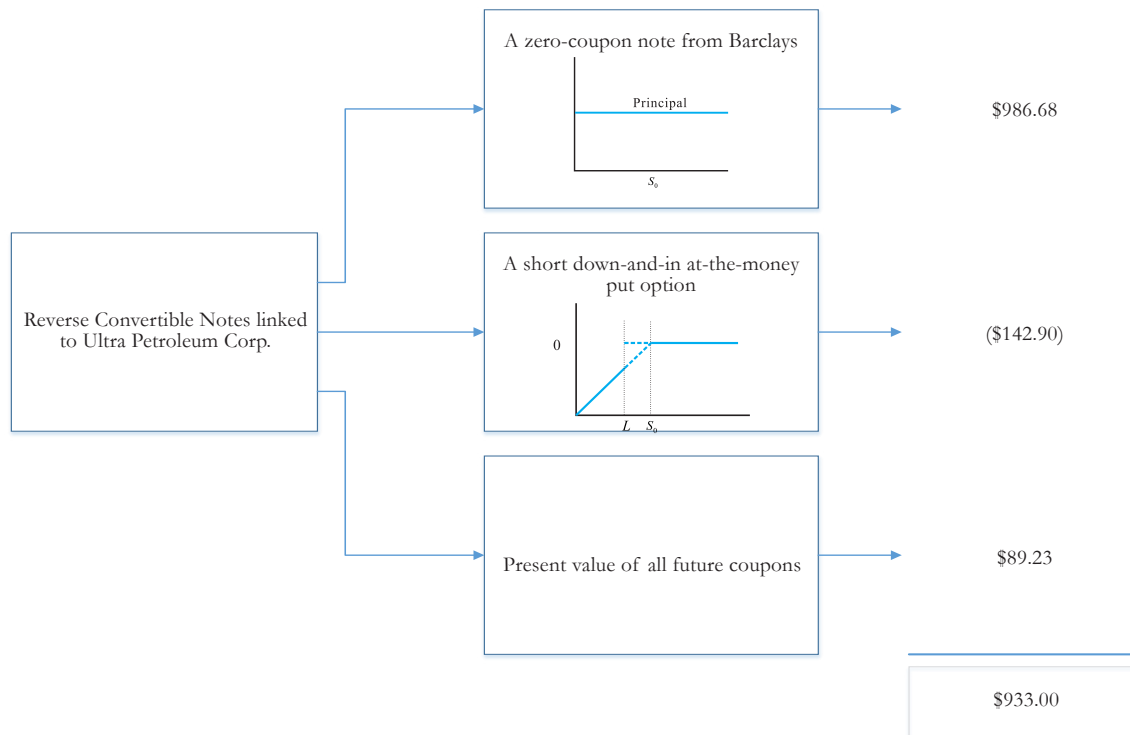 A zero-coupon note from Barclays
Principal
S₀
$986.68
Reverse Convertible Notes linked
to Ultra Petroleum Corp.
A short down-and-in at-the-money
put option
0
L S₀
($142.90)
Present value of all future coupons
$89.23
$933.00